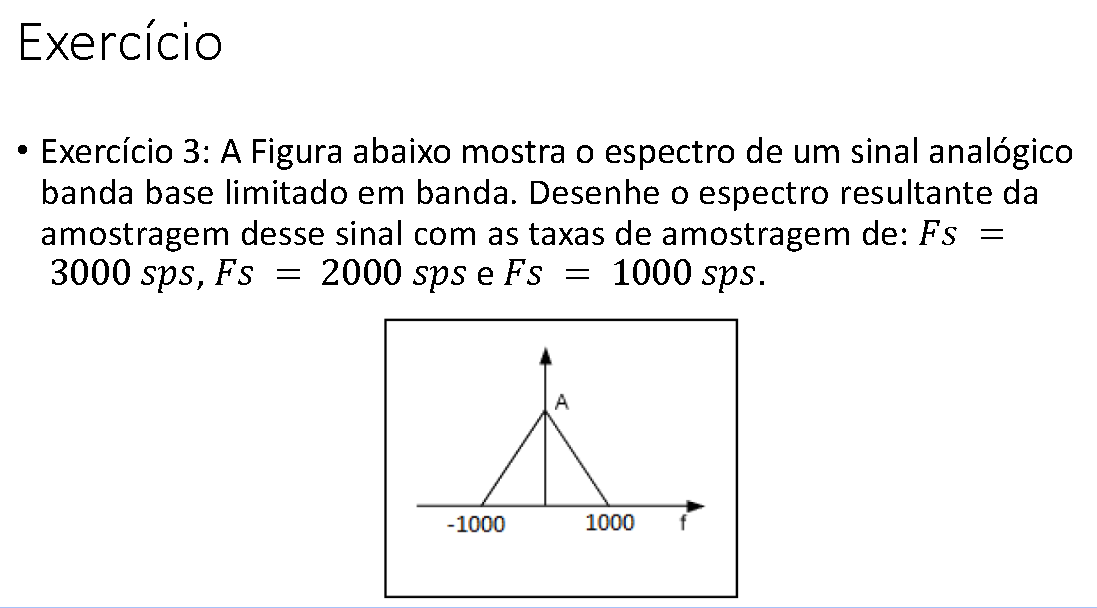 Exercício
• Exercício 3: A Figura abaixo mostra o espectro de um sinal analógico
banda base limitado em banda. Desenhe o espectro resultante da
amostragem desse sinal com as taxas de amostragem de: Fs =
3000 sps, Fs = 2000 sps e Fs = 1000 sps.
A
-1000 1000 f